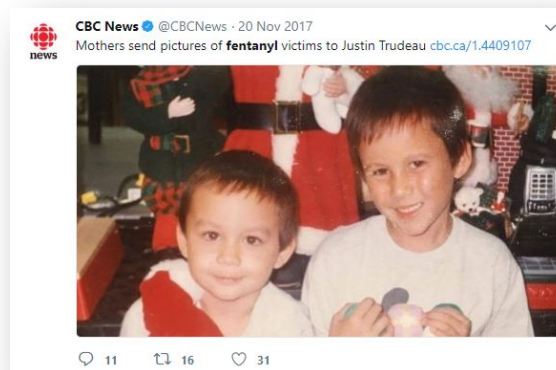 CBC News @CBCNews · 20 Nov 2017
Mothers send pictures of fentanyl victims to Justin Trudeau cbc.ca/1.4409107
news
11 16 31